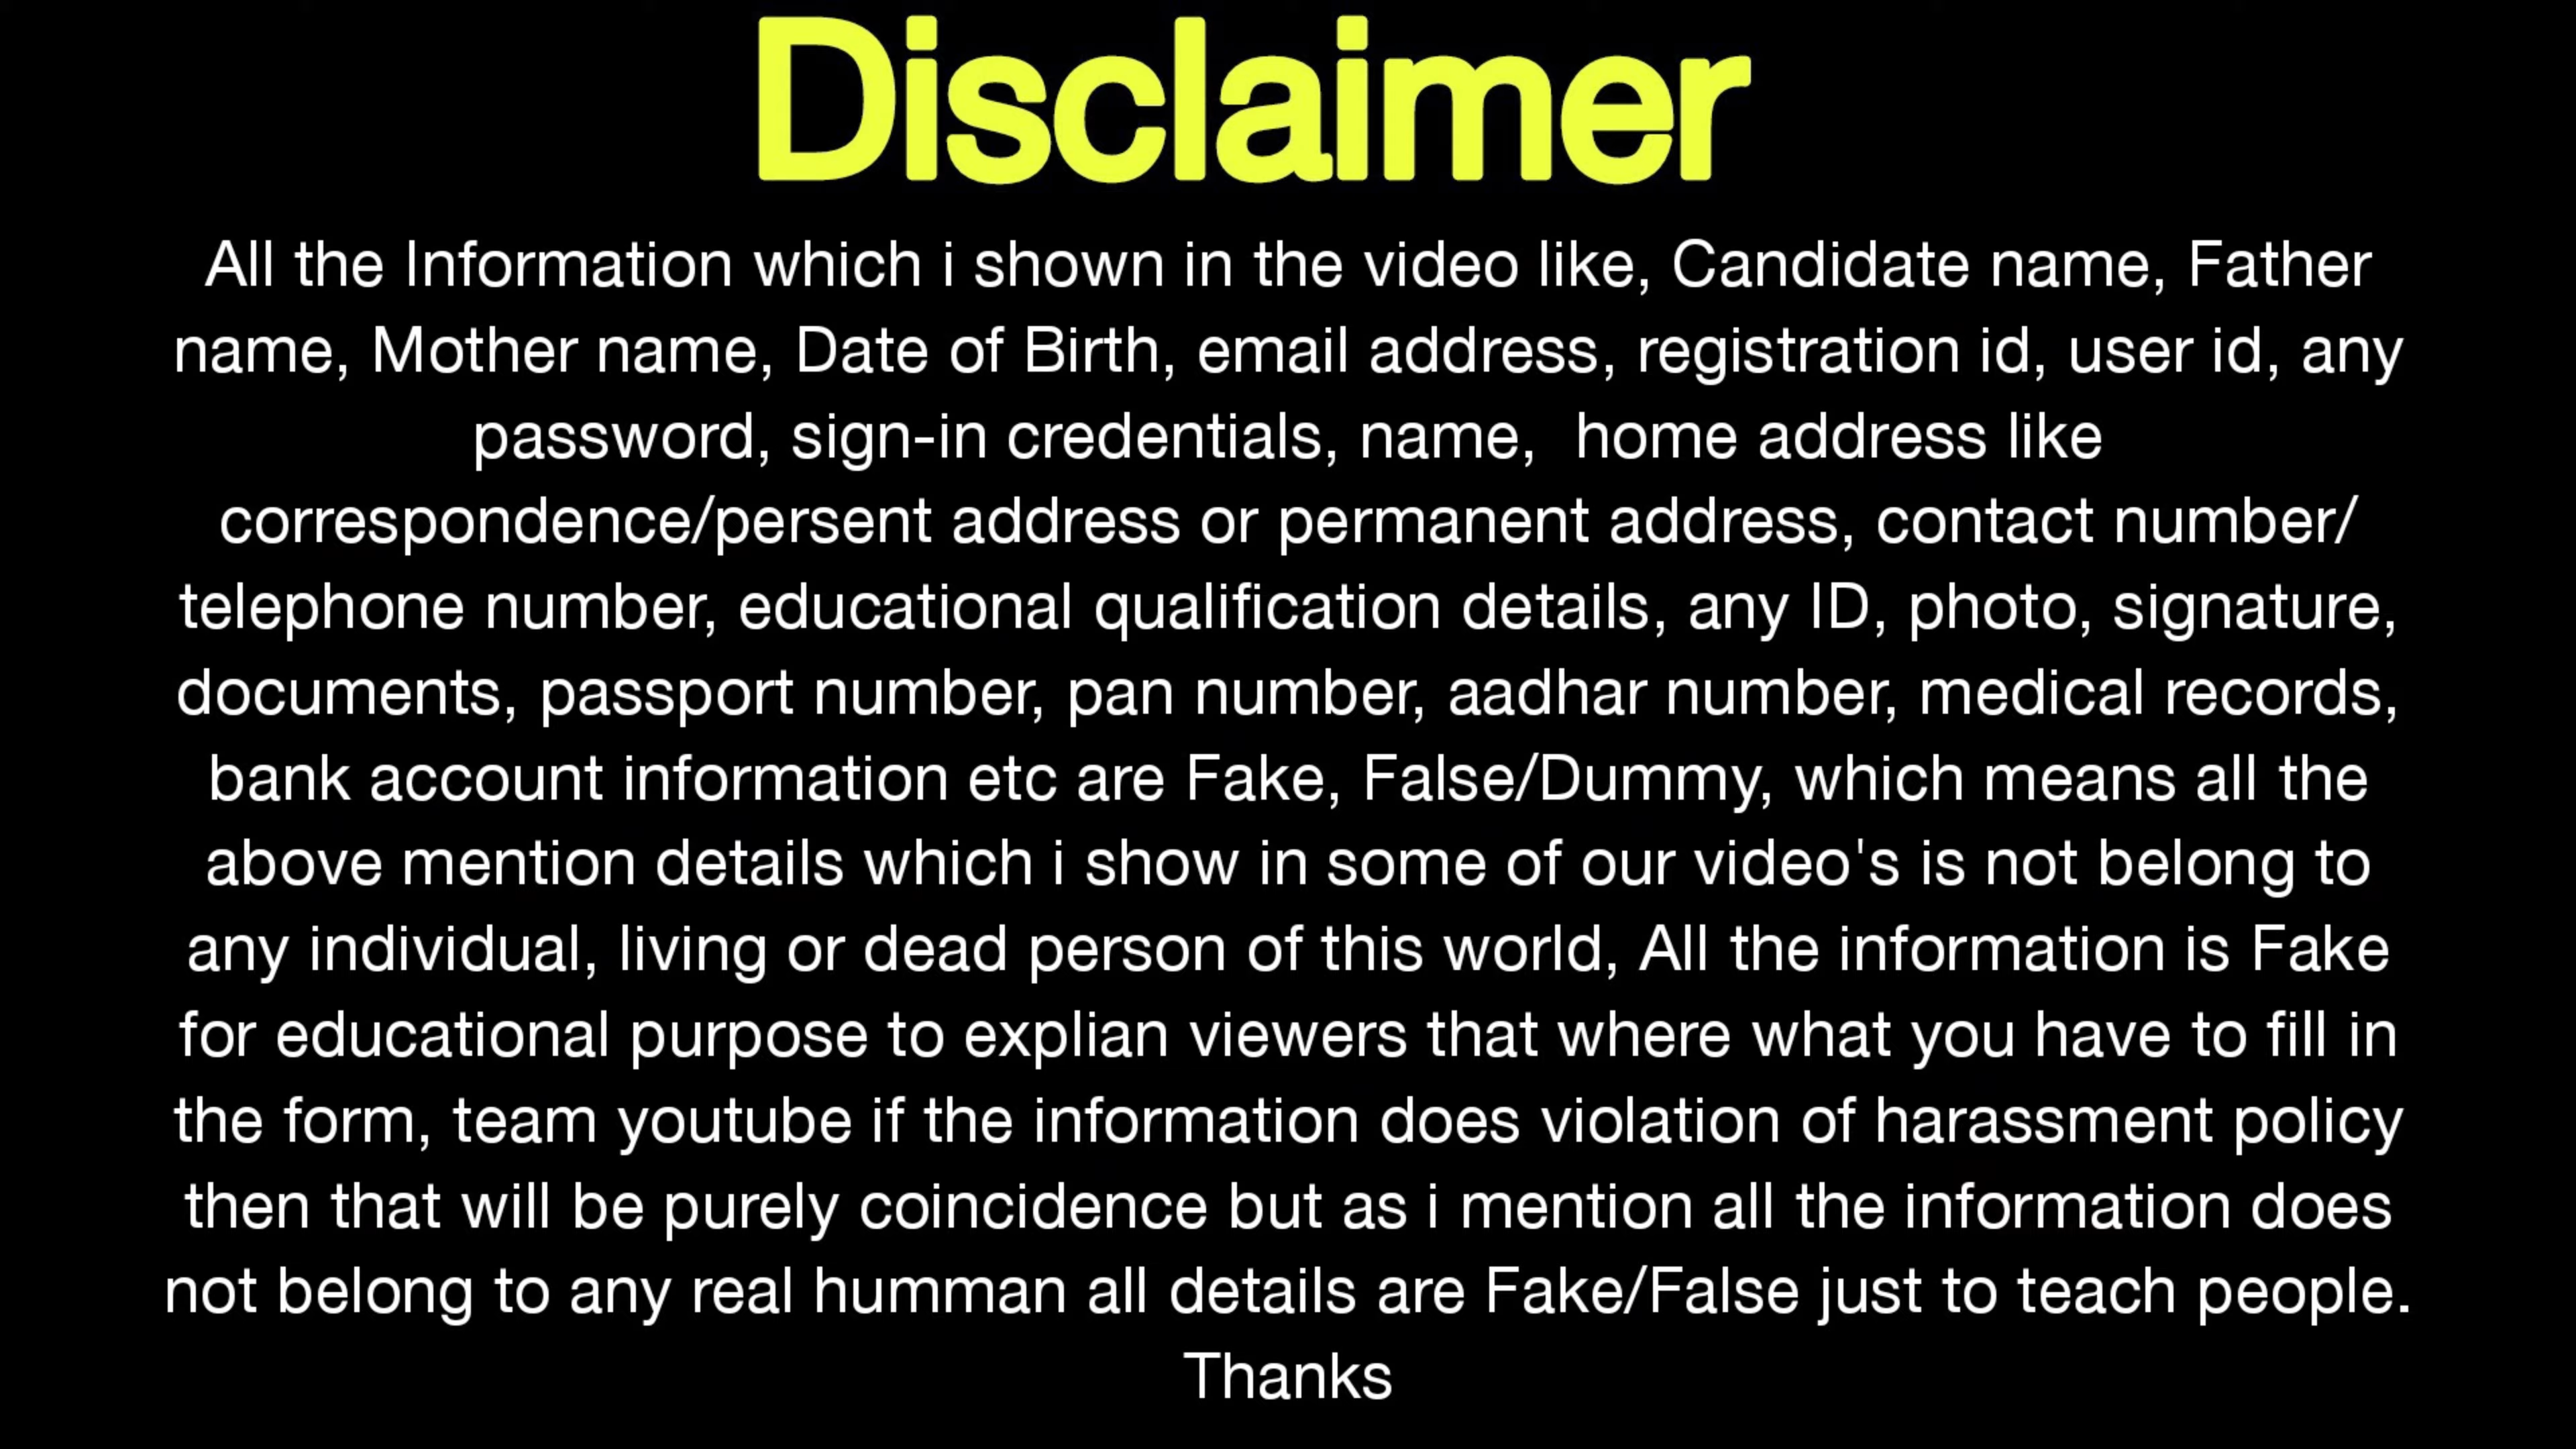 Disclaimer
All the Information which i shown in the video like, Candidate name, Father
name, Mother name, Date of Birth, email address, registration id, user id, any
password, sign-in credentials, name,  home address like
correspondence/persent address or permanent address, contact number/
telephone number, educational qualification details, any ID, photo, signature,
documents, passport number, pan number, aadhar number, medical records,
bank account information etc are Fake, False/Dummy, which means all the
above mention details which i show in some of our video's is not belong to
any individual, living or dead person of this world, All the information is Fake
for educational purpose to explian viewers that where what you have to fill in
the form, team youtube if the information does violation of harassment policy
then that will be purely coincidence but as i mention all the information does
not belong to any real humman all details are Fake/False just to teach people.
Thanks